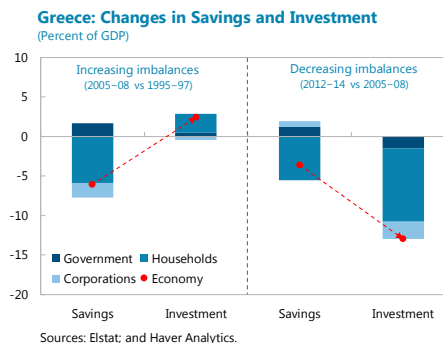 Greece: Changes in Savings and Investment
(Percent of GDP)
10
5
0
-5
-10
-15
-20
Increasing imbalances
(2005-08 vs 1995-97)
Decreasing imbalances
(2012-14 vs 2005-08)
Government
Households
Corporations
Economy
Savings
Investment
Savings
Investment
Sources: Elstat; and Haver Analytics.